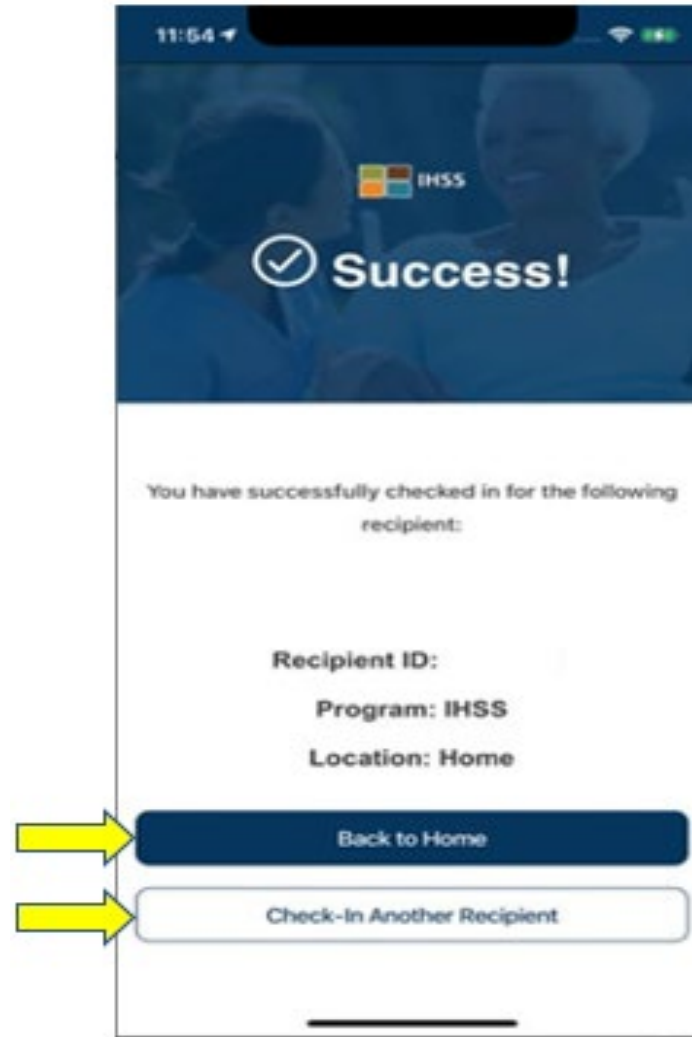 11:54
IHSS
Success!
You have successfully checked in for the following
recipient:
Recipient ID:
Program: IHSS
Location: Home
Back to Home
Check-In Another Recipient